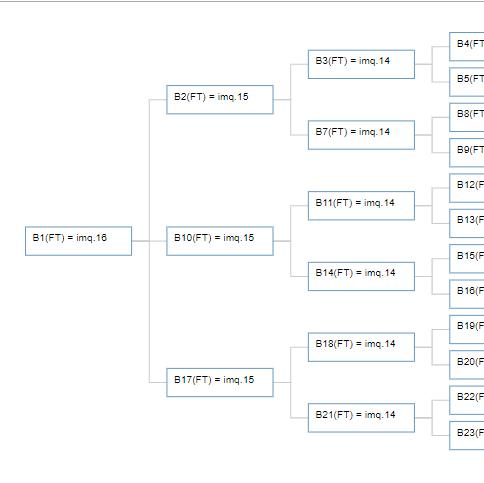 B4(FT
B3(FT) = imq.14
B5(FT
B2(FT) = imq.15
B8(FT
B7(FT) = imq.14
B9(FT
B12(F
B11(FT) = imq.14
B13(F
B1(FT) = imq.16
B10(FT) = imq.15
B15(F
B14(FT) = imq.14
B16(F
B19(F
B18(FT) = imq.14
B20(F
B17(FT) = imq.15
B22(F
B21(FT) = imq.14
B23(F